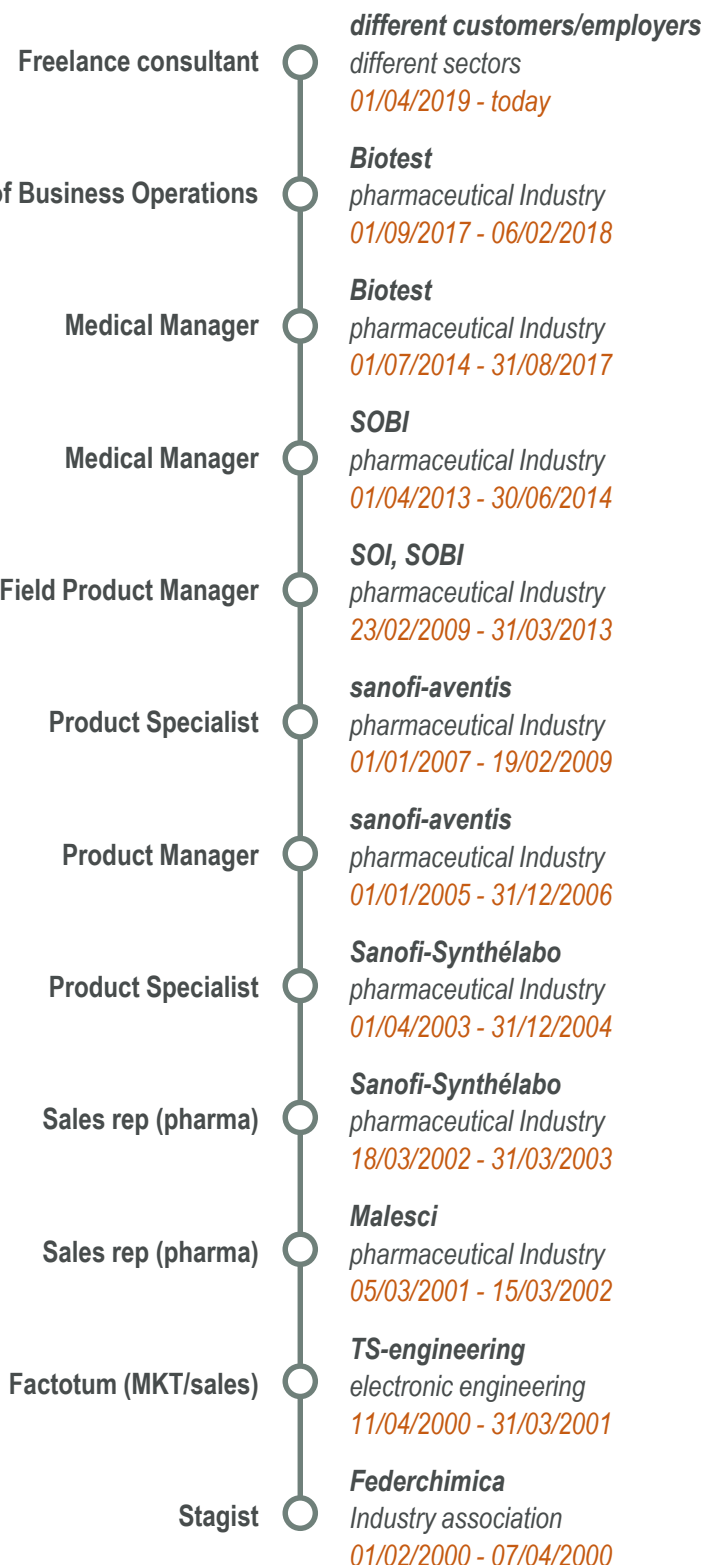 different customers/employers
Freelance consultant
different sectors
01/04/2019 - today
Biotest
of Business Operations
pharmaceutical Industry
01/09/2017 - 06/02/2018
Biotest
Medical Manager
pharmaceutical Industry
01/07/2014 - 31/08/2017
SOBI
Medical Manager
pharmaceutical Industry
01/04/2013 - 30/06/2014
SOI, SOBI
Field Product Manager
pharmaceutical Industry
23/02/2009 - 31/03/2013
sanofi-aventis
Product Specialist
pharmaceutical Industry
01/01/2007 - 19/02/2009
sanofi-aventis
Product Manager
pharmaceutical Industry
01/01/2005 - 31/12/2006
Sanofi-Synthélabo
Product Specialist
pharmaceutical Industry
01/04/2003 - 31/12/2004
Sanofi-Synthélabo
Sales rep (pharma)
pharmaceutical Industry
18/03/2002 - 31/03/2003
Malesci
Sales rep (pharma)
pharmaceutical Industry
05/03/2001 - 15/03/2002
TS-engineering
Factotum (MKT/sales)
electronic engineering
11/04/2000 - 31/03/2001
Federchimica
Stagist
Industry association
01/02/2000 - 07/04/2000